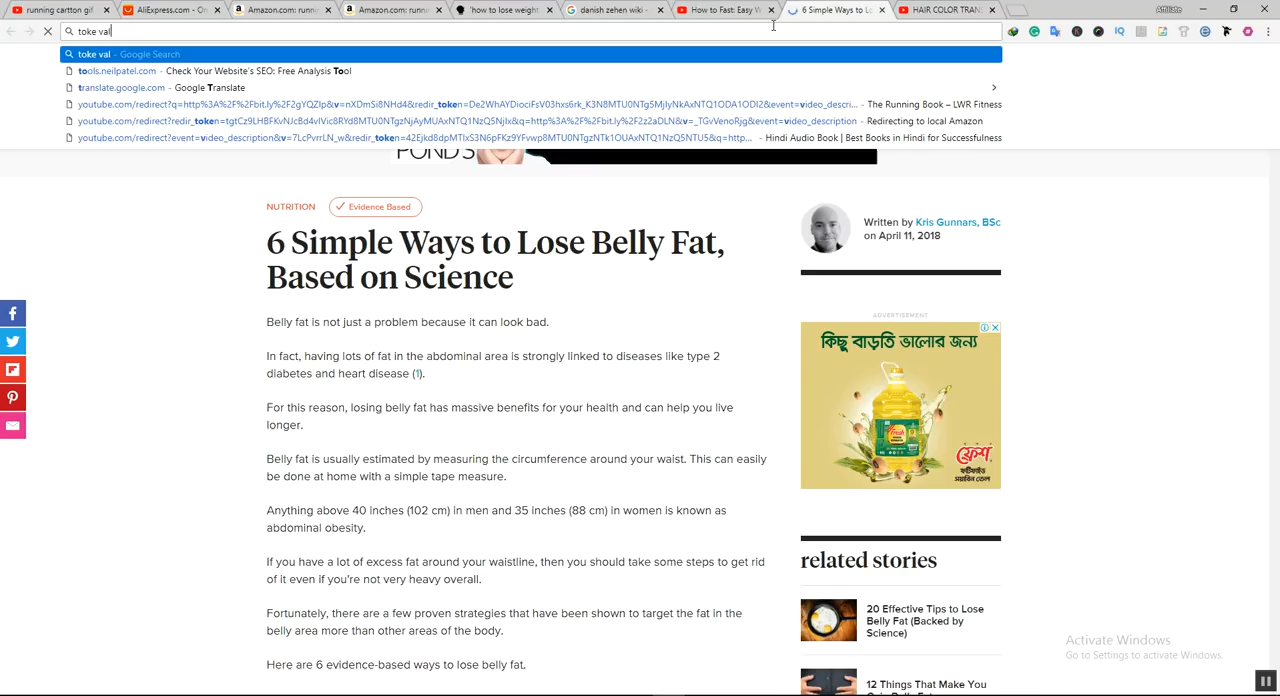 running cartton gif.
AliExpress.com - On
Amazon.com: runni
Amazon.com: runni
'how to lose weight
danish zehen wiki -
How to Fast: Easy W
6 Simple Ways to Lo
HAIR COLOR TRAN
Affiliate
toke val
toke val - Google Search
tools.neilpatel.com - Check Your Website's SEO: Free Analysis Tool
translate.google.com - Google Translate
- The Running Book – LWR Fitness
- Redirecting to local Amazon
- Hindi Audio Book | Best Books in Hindi for Successfulness
POND'S
NUTRITION
Evidence Based
6 Simple Ways to Lose Belly Fat,
Based on Science
Belly fat is not just a problem because it can look bad.
In fact, having lots of fat in the abdominal area is strongly linked to diseases like type 2
diabetes and heart disease (1).
For this reason, losing belly fat has massive benefits for your health and can help you live
longer.
Belly fat is usually estimated by measuring the circumference around your waist. This can easily
be done at home with a simple tape measure.
Anything above 40 inches (102 cm) in men and 35 inches (88 cm) in women is known as
abdominal obesity.
If you have a lot of excess fat around your waistline, then you should take some steps to get rid
of it even if you're not very heavy overall.
Fortunately, there are a few proven strategies that have been shown to target the fat in the
belly area more than other areas of the body.
Here are 6 evidence-based ways to lose belly fat.
Written by Kris Gunnars, BSc
on April 11, 2018
ADVERTISEMENT
কিছু বাড়তি ভালোর জন্য
Fresh
ফ্রেশ
ফর্টিফাইড
সয়াবিন তেল
related stories
20 Effective Tips to Lose
Belly Fat (Backed by
Science)
12 Things That Make You
Activate Windows
Go to Settings to activate Windows.